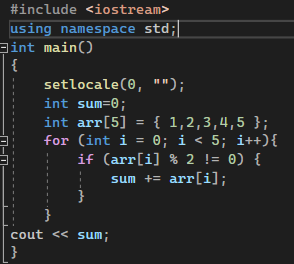 #include <iostream>
using namespace std;
int main()
{
    setlocale(0, "");
    int sum=0;
    int arr[5] = { 1,2,3,4,5 };
    for (int i = 0; i < 5; i++){
        if (arr[i] % 2 != 0) {
            sum += arr[i];
        }
    }
cout << sum;
}